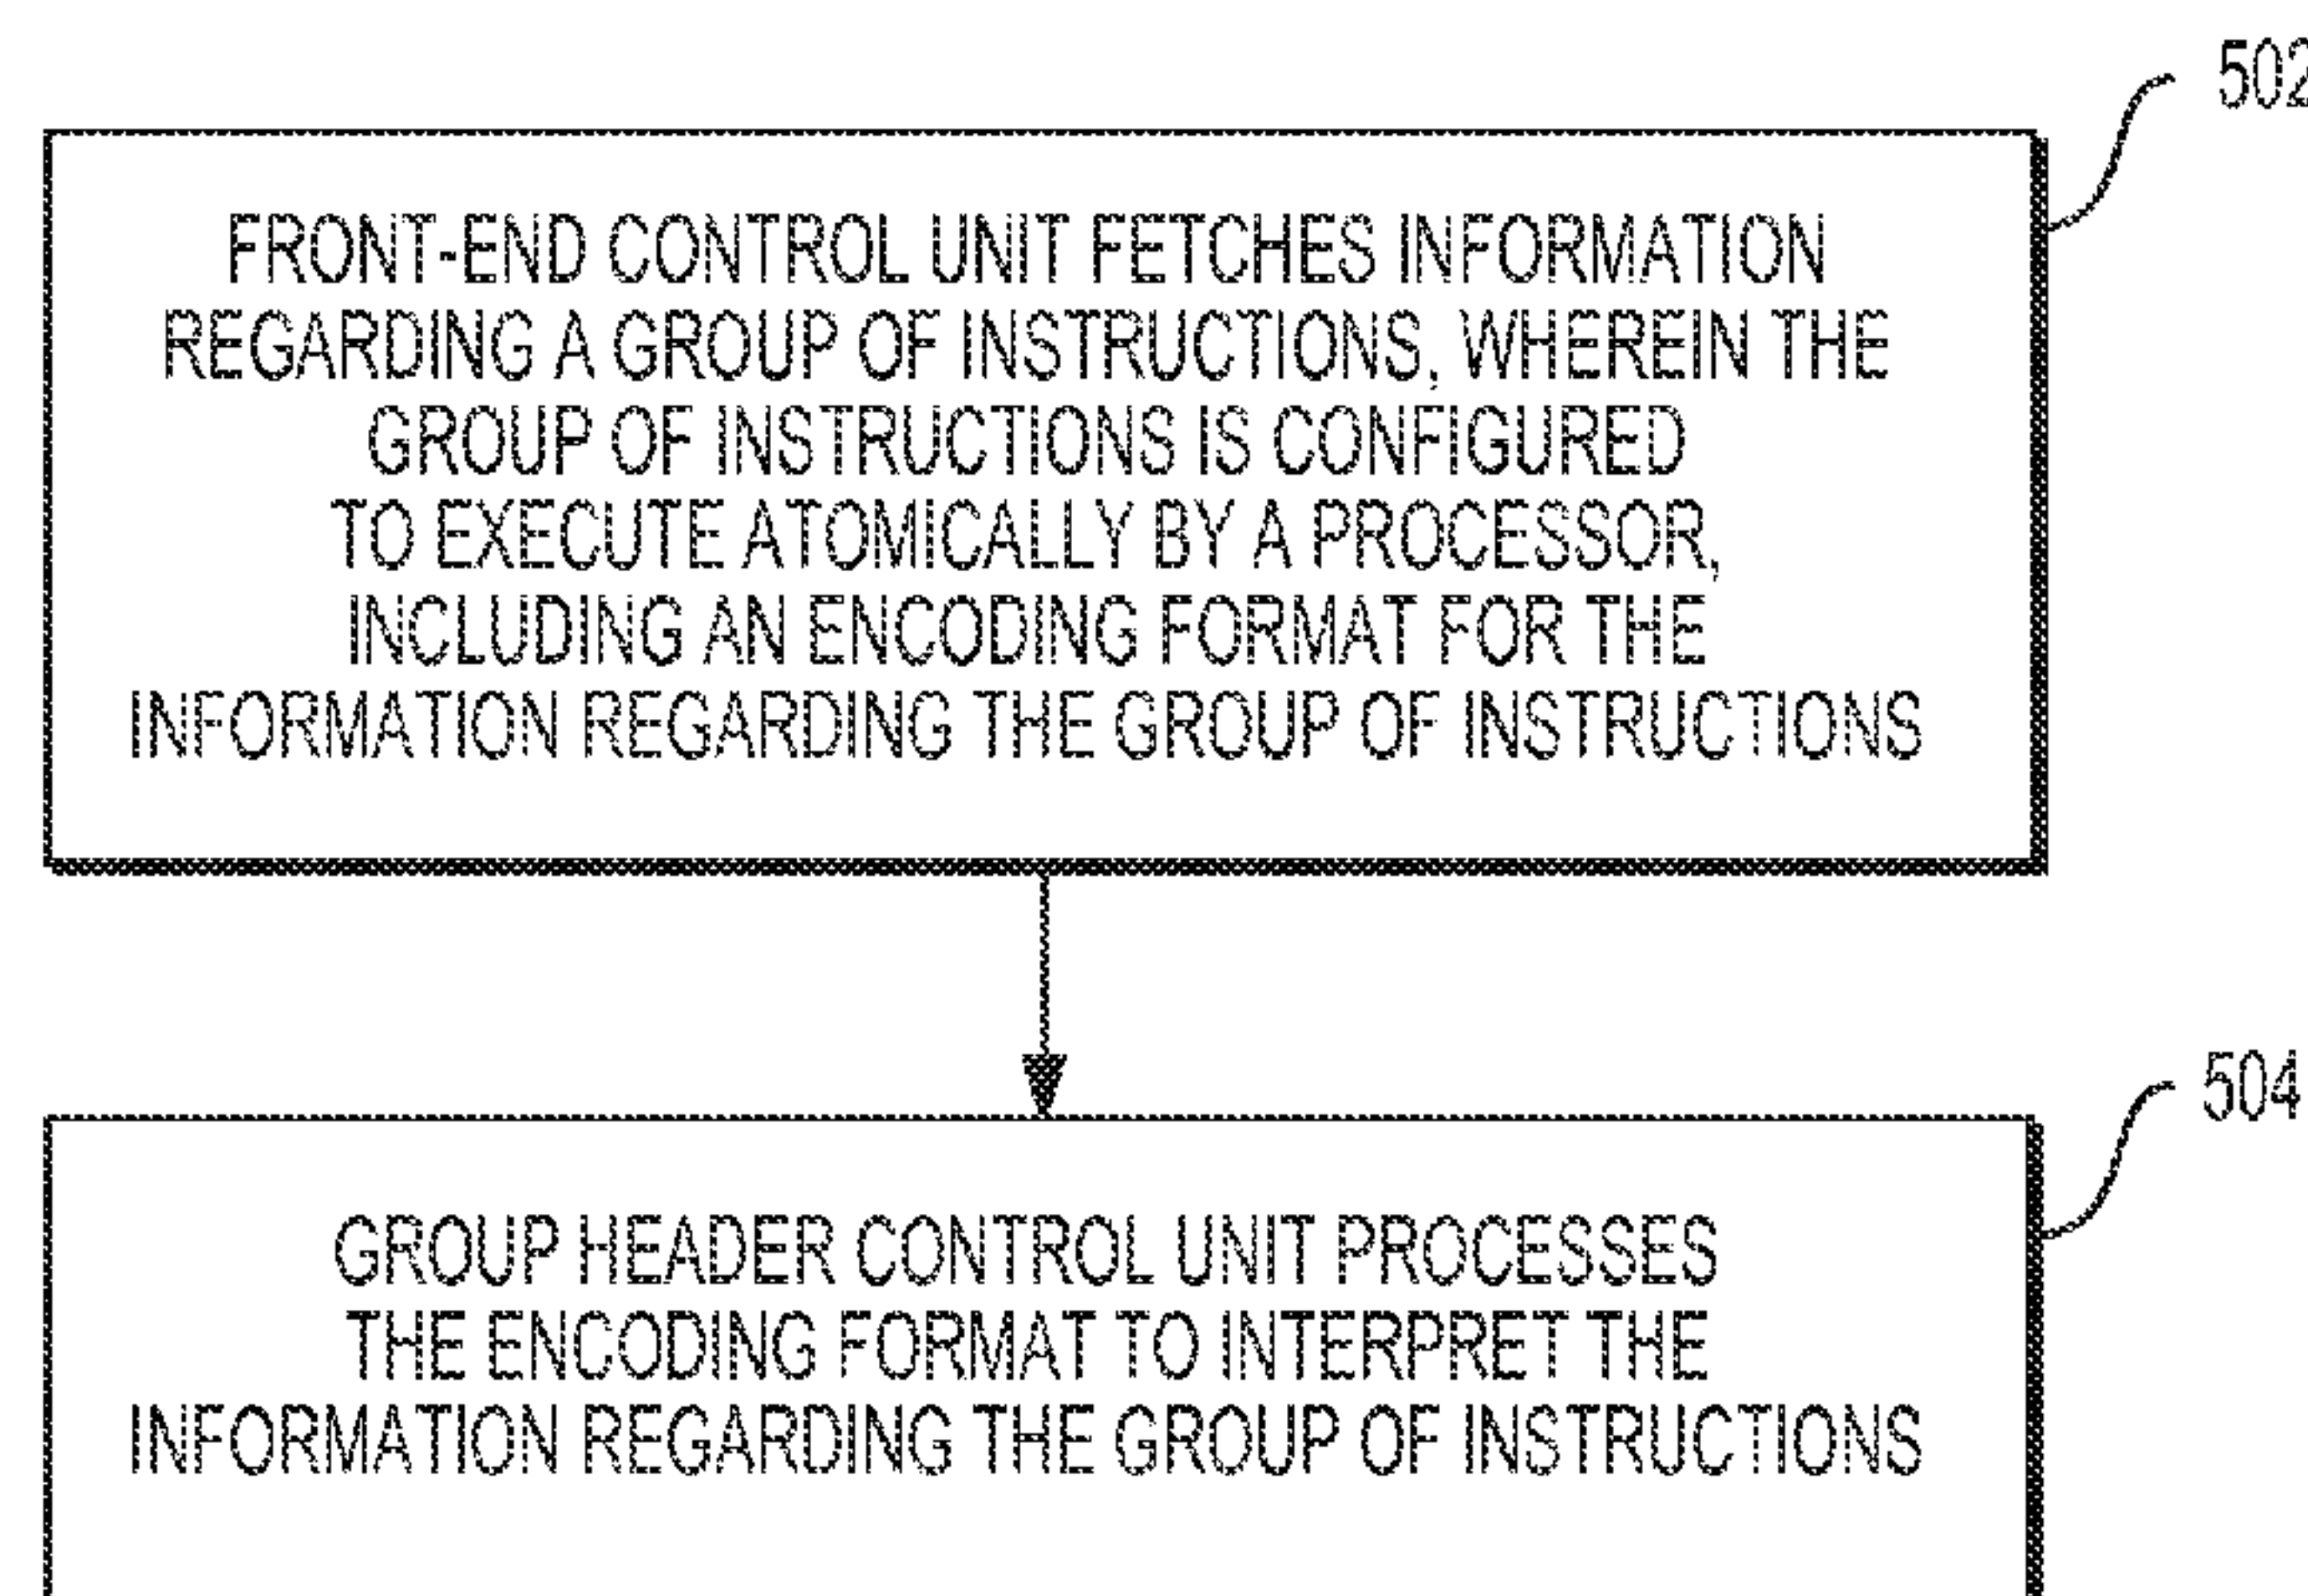 502
FRONT-END CONTROL UNIT FETCHES INFORMATION
REGARDING A GROUP OF INSTRUCTIONS, WHEREIN THE
GROUP OF INSTRUCTIONS IS CONFIGURED
TO EXECUTE ATOMICALLY BY A PROCESSOR,
INCLUDING AN ENCODING FORMAT FOR THE
INFORMATION REGARDING THE GROUP OF INSTRUCTIONS
504
GROUP HEADER CONTROL UNIT PROCESSES
THE ENCODING FORMAT TO INTERPRET THE
INFORMATION REGARDING THE GROUP OF INSTRUCTIONS